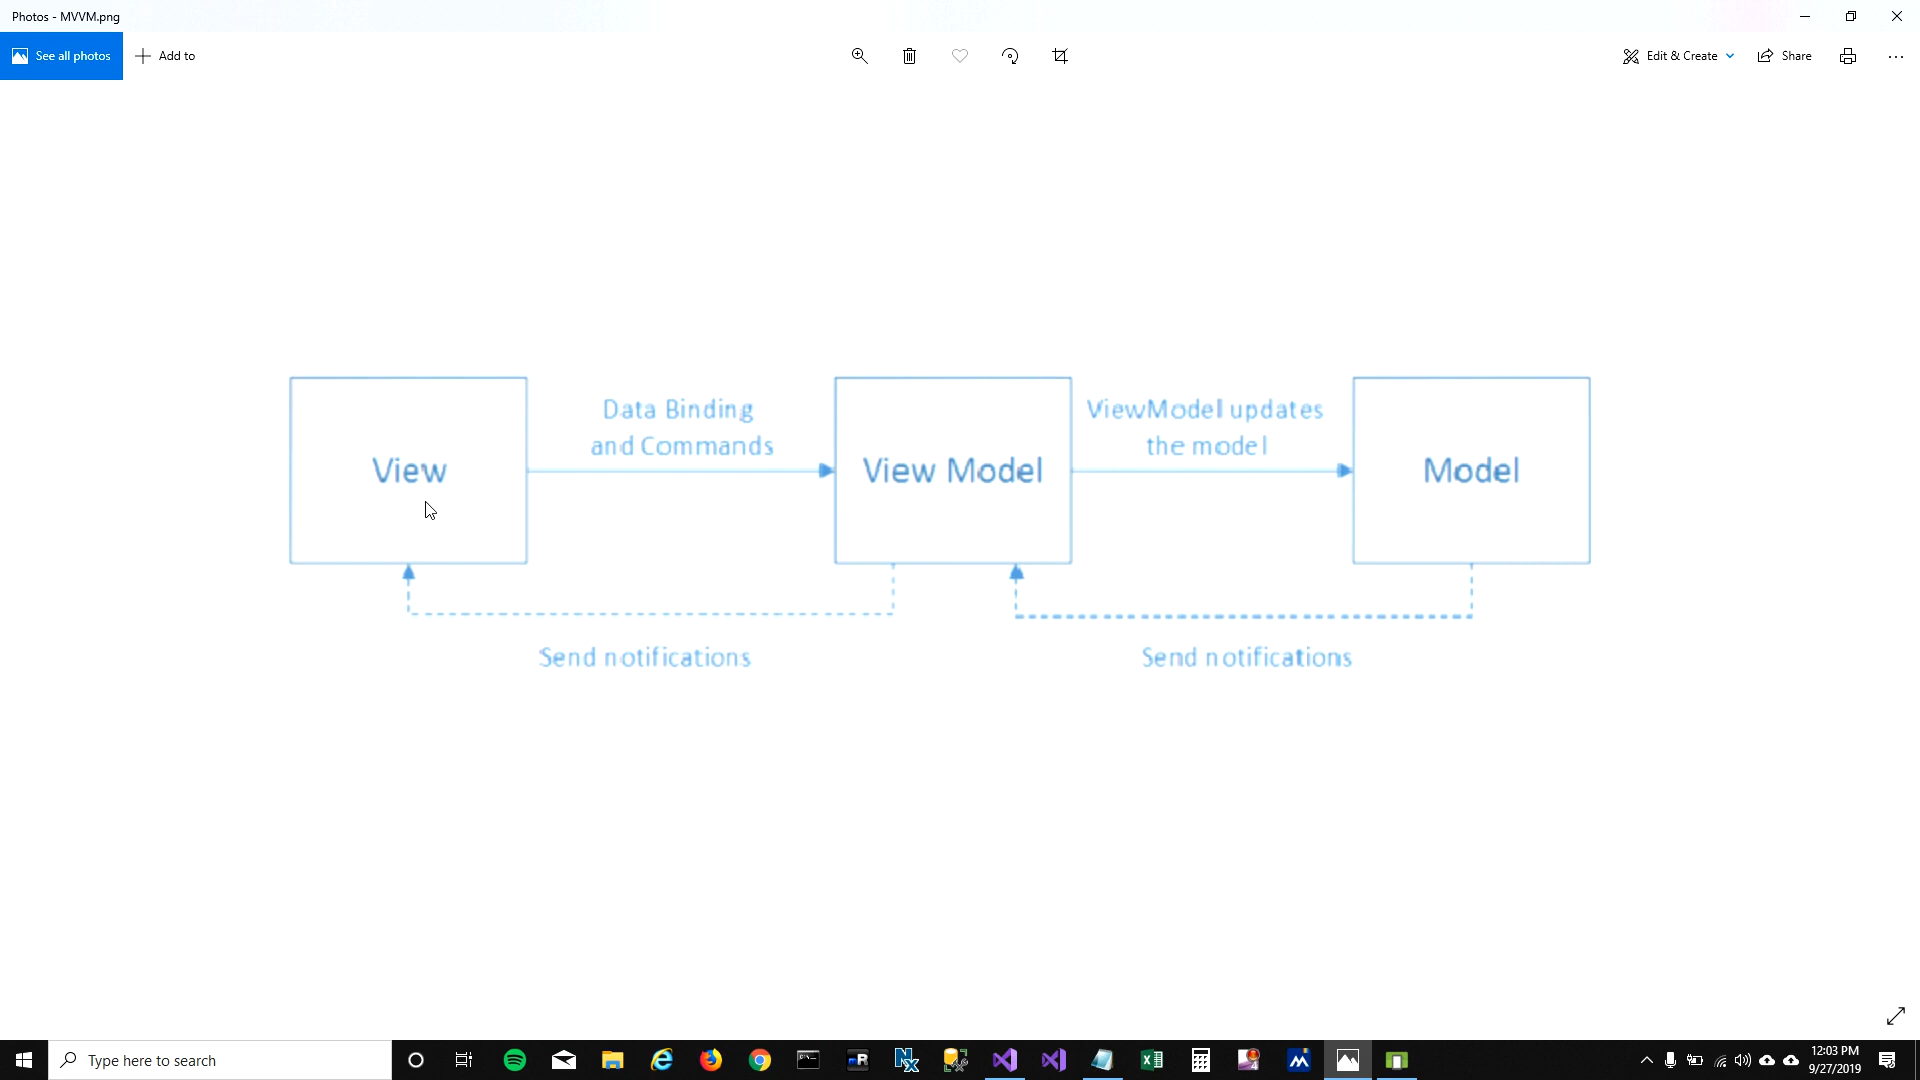 Photos - MVVM.png
See all photos
Add to
Edit & Create
Share
Data Binding
and Commands
ViewModel updates
the model
View
View Model
Model
Send notifications
Send notifications
Type here to search
12:03 PM
9/27/2019